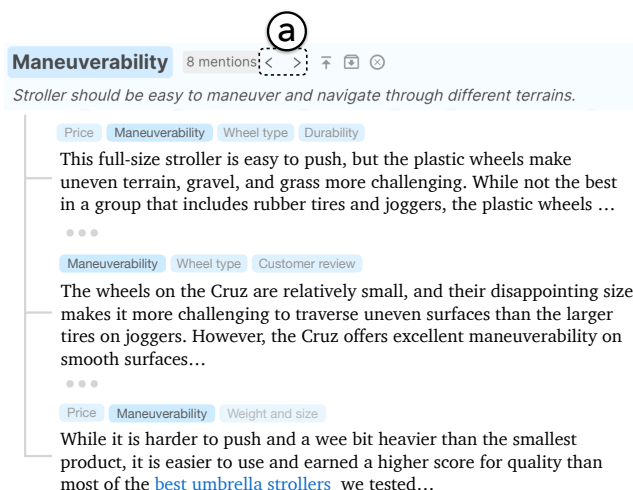 a
Maneuverability 8 mentions < >
Stroller should be easy to maneuver and navigate through different terrains.
Price Maneuverability Wheel type Durability
This full-size stroller is easy to push, but the plastic wheels make
uneven terrain, gravel, and grass more challenging. While not the best
in a group that includes rubber tires and joggers, the plastic wheels …
Maneuverability Wheel type Customer review
The wheels on the Cruz are relatively small, and their disappointing size
makes it more challenging to traverse uneven surfaces than the larger
tires on joggers. However, the Cruz offers excellent maneuverability on
smooth surfaces…
Price Maneuverability Weight and size
While it is harder to push and a wee bit heavier than the smallest
product, it is easier to use and earned a higher score for quality than
most of the best umbrella strollers we tested…